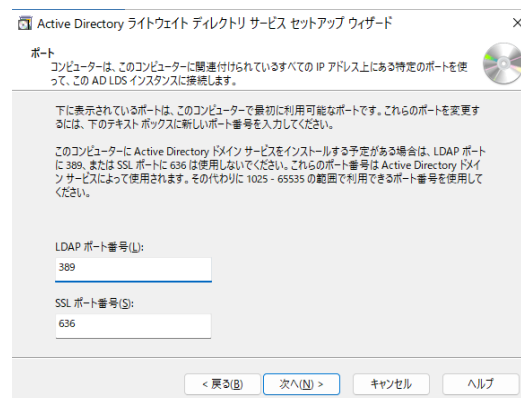 Active Directory ライトウェイト ディレクトリ サービス セットアップ ウィザード
ポート
コンピューターは、このコンピューターに関連付けられているすべての IP アドレス上にある特定のポートを使
って、この AD LDS インスタンスに接続します。
下に表示されているポートは、このコンピューターで最初に利用可能なポートです。これらのポートを変更す
るには、下のテキスト ボックスに新しいポート番号を入力してください。
このコンピューターに Active Directory ドメイン サービスをインストールする予定がある場合は、LDAP ポート
に 389、または SSL ポートに 636 は使用しないでください。これらのポート番号は Active Directory ドメイ
ン サービスによって使用されます。その代わりに 1025 - 65535 の範囲で利用できるポート番号を使用して
ください。
LDAP ポート番号(L):
389
SSL ポート番号(S):
636
< 戻る(B) 次へ(N) > キャンセル ヘルプ